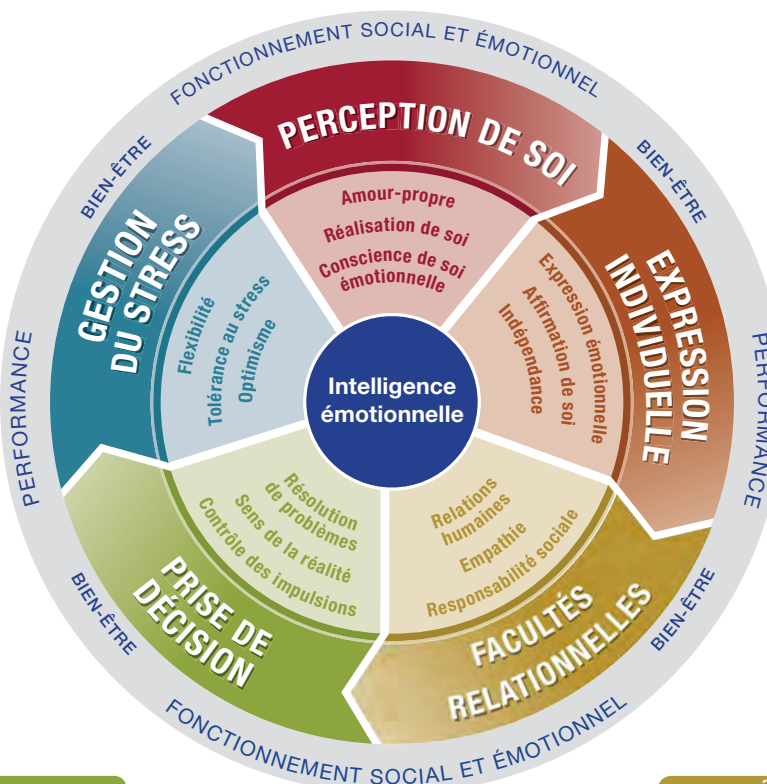 FONCTIONNEMENT SOCIAL ET ÉMOTIONNEL
BIEN-ÊTRE
BIEN-ÊTRE
PERFORMANCE
PERFORMANCE
BIEN-ÊTRE
BIEN-ÊTRE
FONCTIONNEMENT SOCIAL ET ÉMOTIONNEL
PERCEPTION DE SOI
Amour-propre
Réalisation de soi
Conscience de soi
émotionnelle
EXPRESSION
INDIVIDUELLE
Expression émotionnelle
Affirmation de soi
Indépendance
FACULTÉS
RELATIONNELLES
Relations
humaines
Empathie
Responsabilité sociale
PRISE DE
DÉCISION
Résolution
de problèmes
Sens de la réalité
Contrôle des impulsions
GESTION
DU STRESS
Flexibilité
Tolérance au stress
Optimisme
Intelligence
émotionnelle